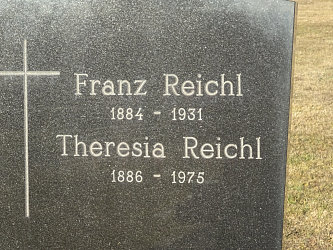 Franz Reichl
1884 - 1931
Theresia Reichl
1886 - 1975